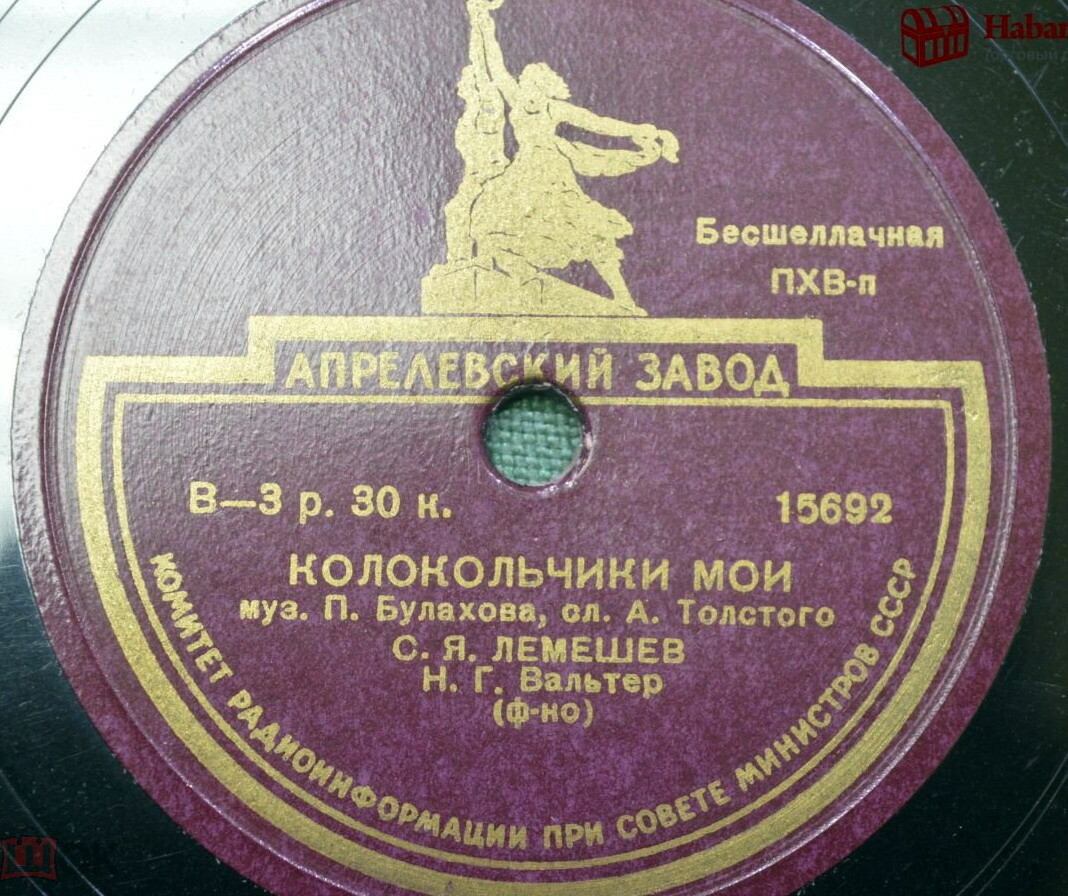 Бесшеллачная
ПХВ-п
АПРЕЛЕВСКИЙ ЗАВОД
В—3 р. 30 к.
15692
КОЛОКОЛЬЧИКИ МОИ
муз. П. Булахова, сл. А. Толстого
С. Я. ЛЕМЕШЕВ
Н. Г. Вальтер
(ф-но)
КОМИТЕТ РАДИОИНФОРМАЦИИ ПРИ СОВЕТЕ МИНИСТРОВ СССР